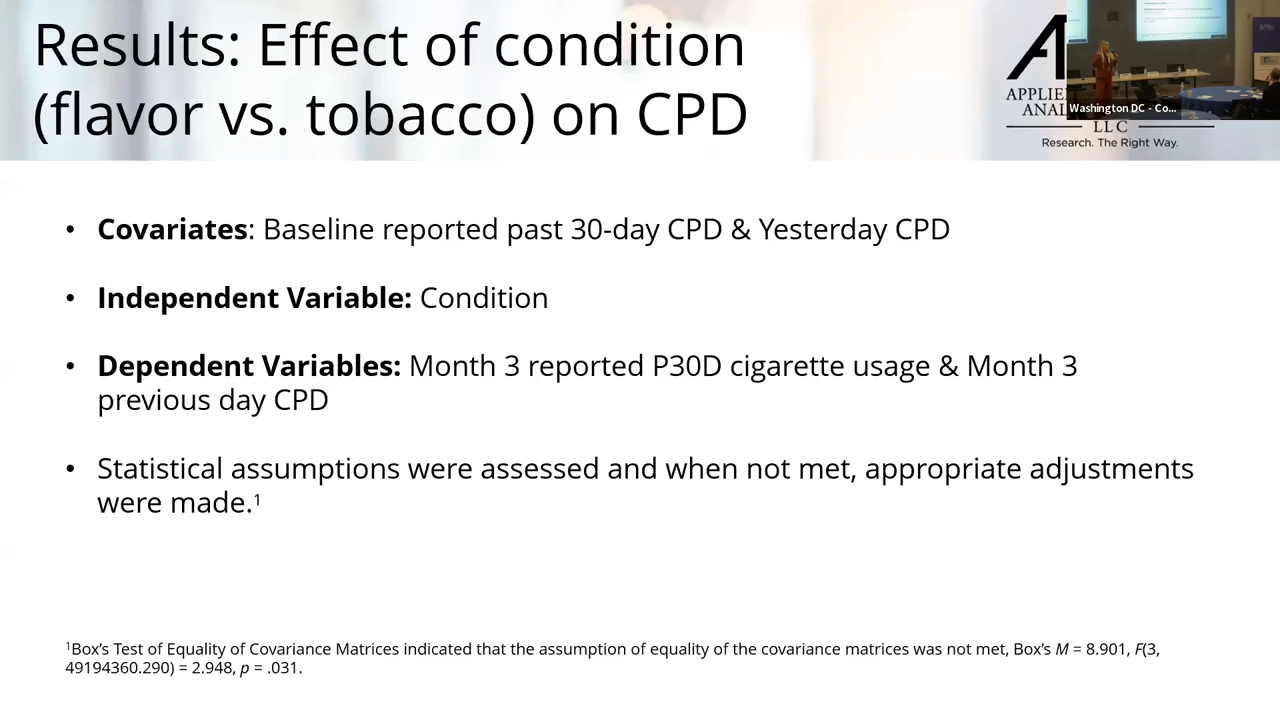 Results: Effect of condition
(flavor vs. tobacco) on CPD
APPLIE
ANAL
LLC
Research. The Right Way.
Washington DC - Co...
• Covariates: Baseline reported past 30-day CPD & Yesterday CPD
• Independent Variable: Condition
• Dependent Variables: Month 3 reported P30D cigarette usage & Month 3
previous day CPD
• Statistical assumptions were assessed and when not met, appropriate adjustments
were made.¹
¹Box's Test of Equality of Covariance Matrices indicated that the assumption of equality of the covariance matrices was not met, Box's M = 8.901, F(3,
49194360.290) = 2.948, p = .031.